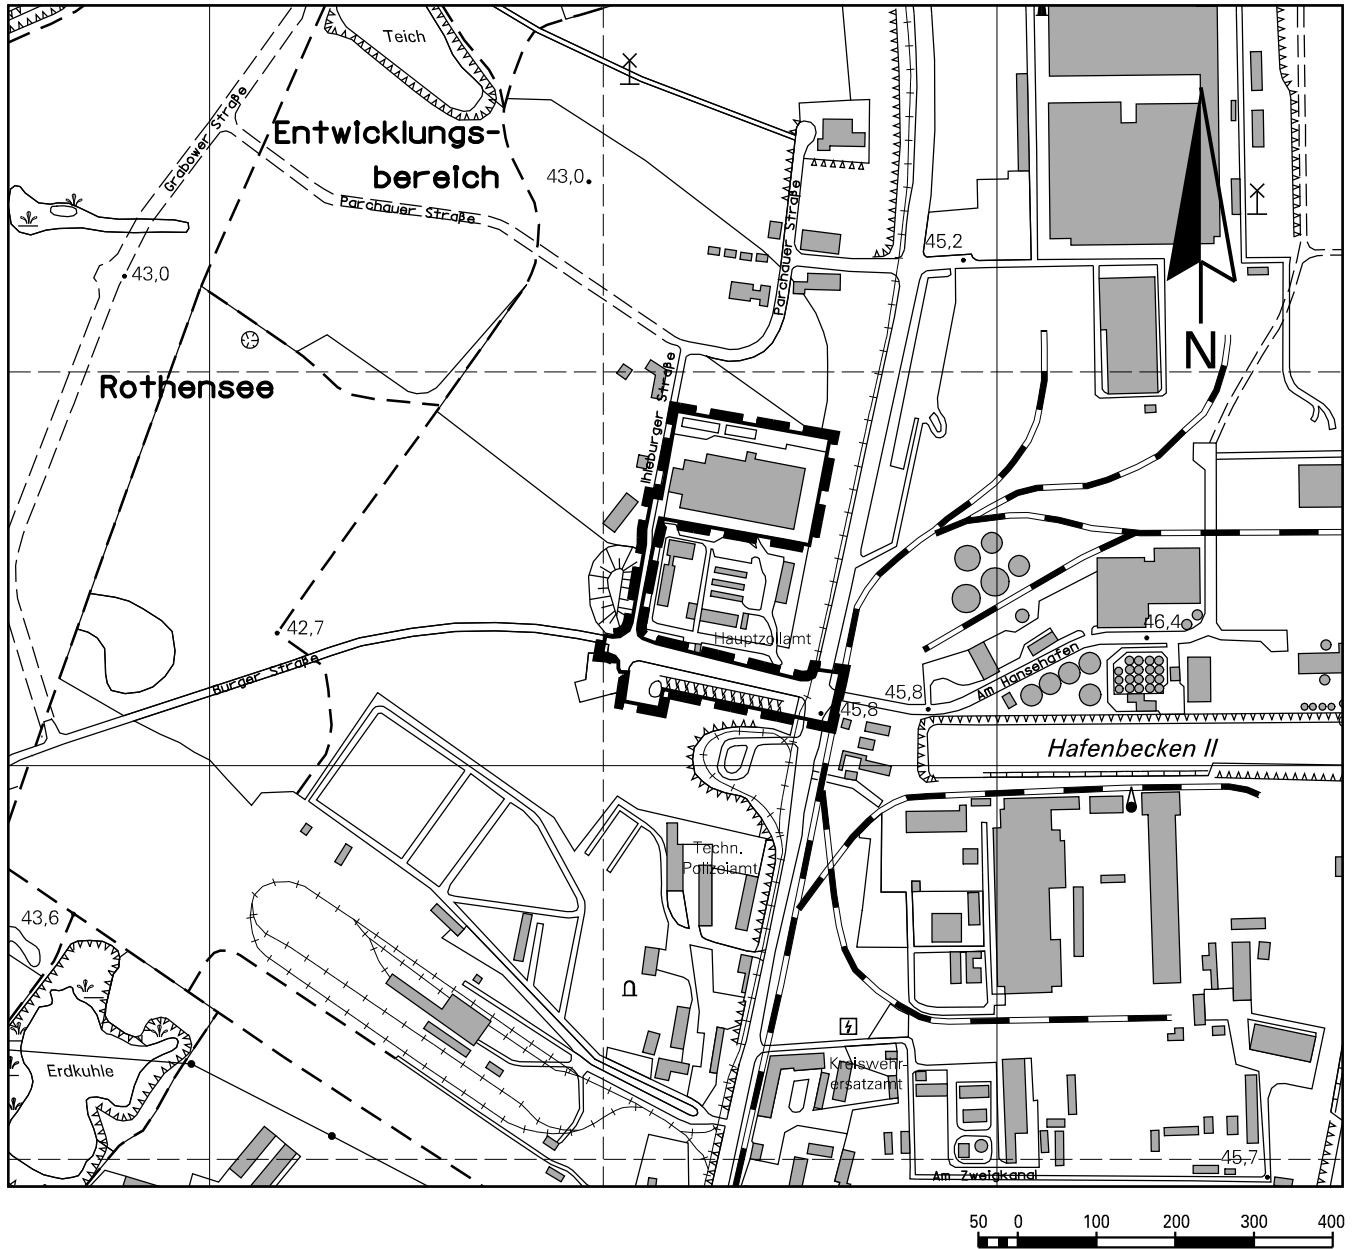 Teich
Grabower Straße
Entwicklungs-
bereich
43,0
Parchauer Straße
Parchauer Straße
45,2
43,0
N
Rothensee
Ihleburger Straße
42,7
Hauptzollamt
46,4
Burger Straße
Am Hansehafen
45,8
45,8
Hafenbecken II
Techn.
Polizeiamt
43,6
Erdkuhle
Kreiswehr-
ersatzamt
45,7
Am Zweigkanal
50 0 100 200 300 400